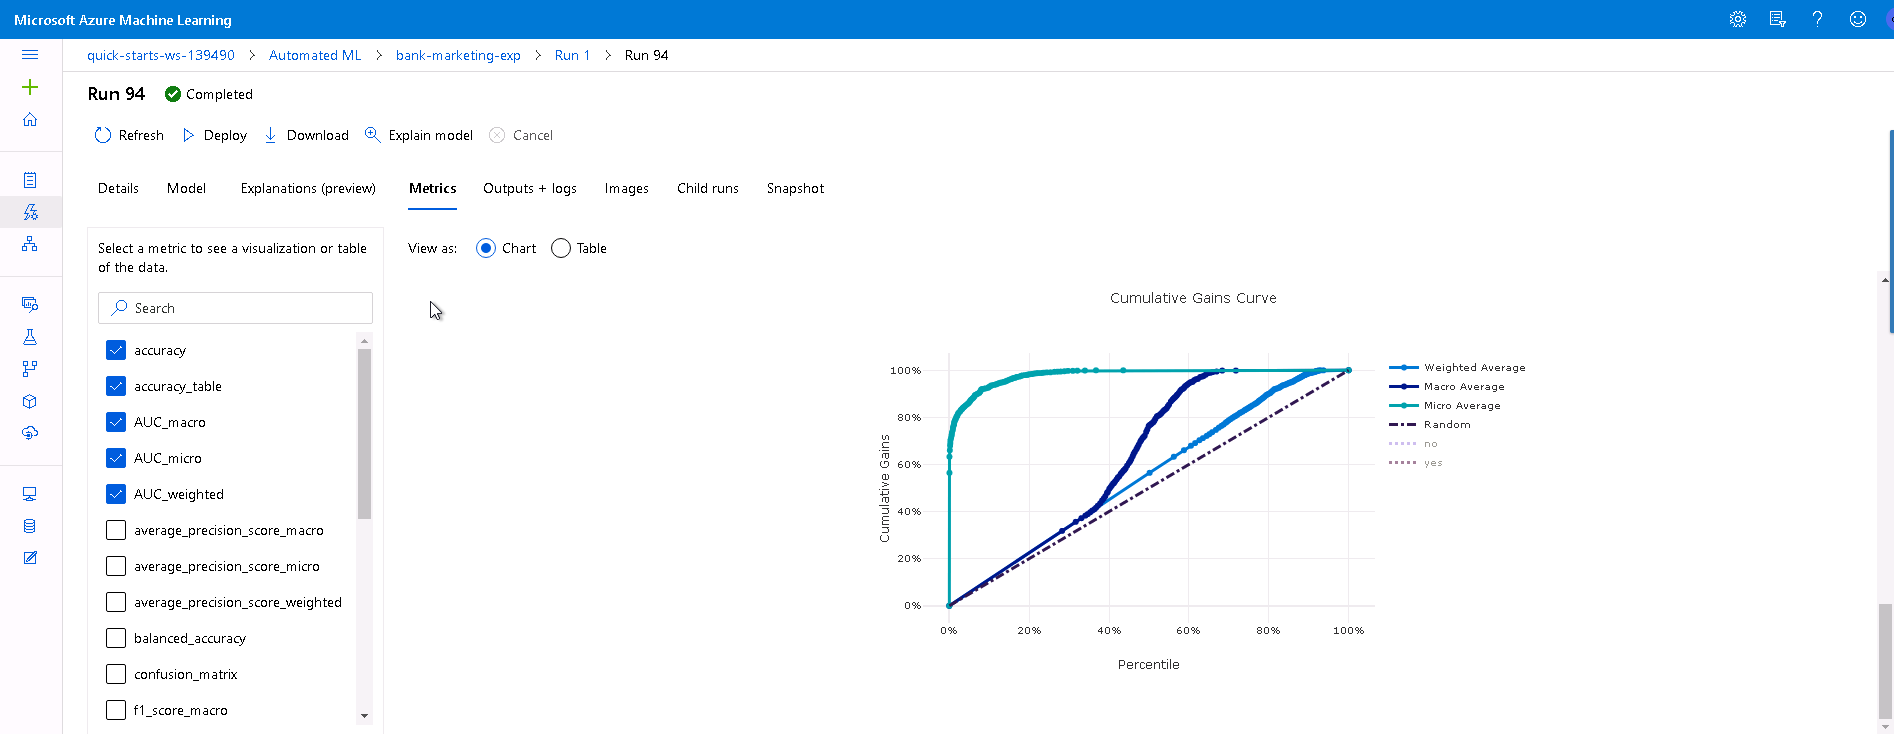 Microsoft Azure Machine Learning
quick-starts-ws-139490 > Automated ML > bank-marketing-exp > Run 1 > Run 94
Run 94 Completed
Refresh Deploy Download Explain model Cancel
Details Model Explanations (preview) Metrics Outputs + logs Images Child runs Snapshot
Select a metric to see a visualization or table
of the data.
Search
accuracy
accuracy_table
AUC_macro
AUC_micro
AUC_weighted
average_precision_score_macro
average_precision_score_micro
average_precision_score_weighted
balanced_accuracy
confusion_matrix
f1_score_macro
View as: Chart Table
Cumulative Gains Curve
100%
80%
60%
40%
20%
0%
Cumulative Gains
0% 20% 40% 60% 80% 100%
Percentile
Weighted Average
Macro Average
Micro Average
Random
no
yes